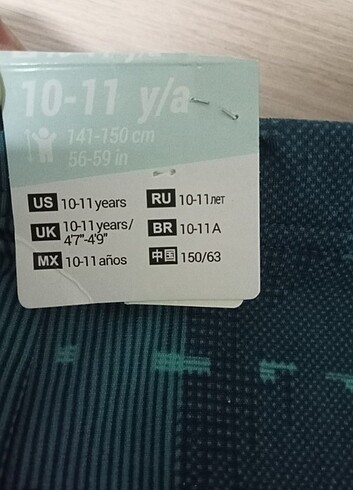 10-11 y/a
141-150 cm
56-59 in
US 10-11 years
UK 10-11 years/
4'7"-4'9"
MX 10-11 años
RU 10-11 лет
BR 10-11 A
中国 150/63